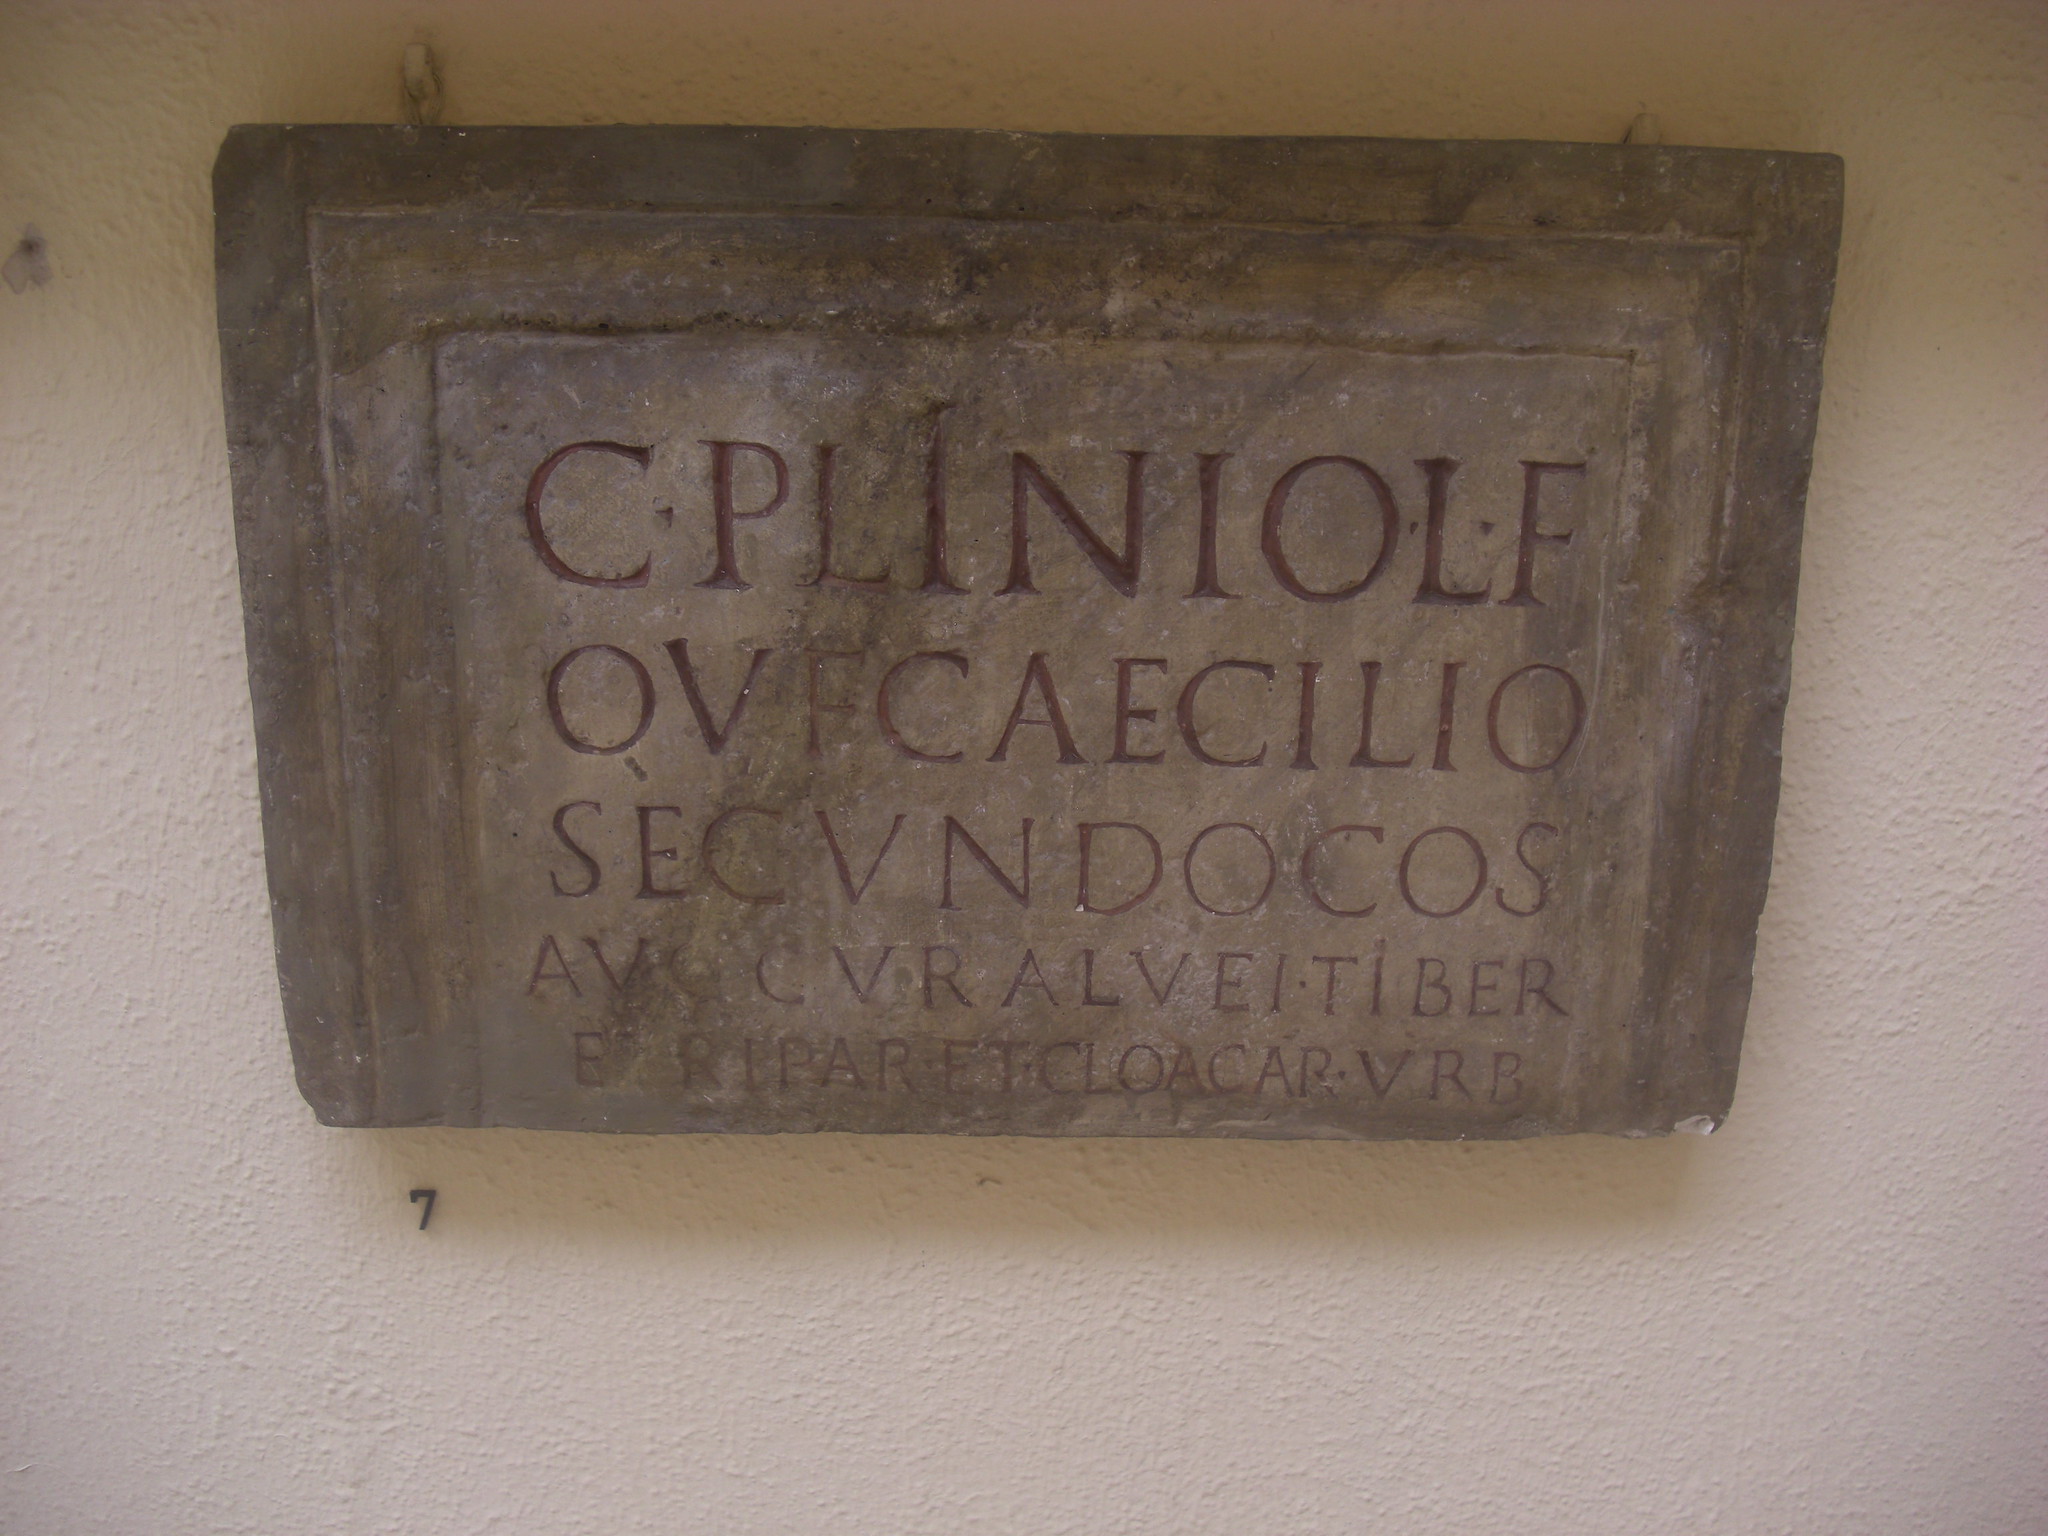 C·PLINIO·L·F
OVF CAECILIO
SECVNDO COS
AVG CVR ALVEI·TIBER
ET RIPAR·ET·CLOACAR·VRB
7